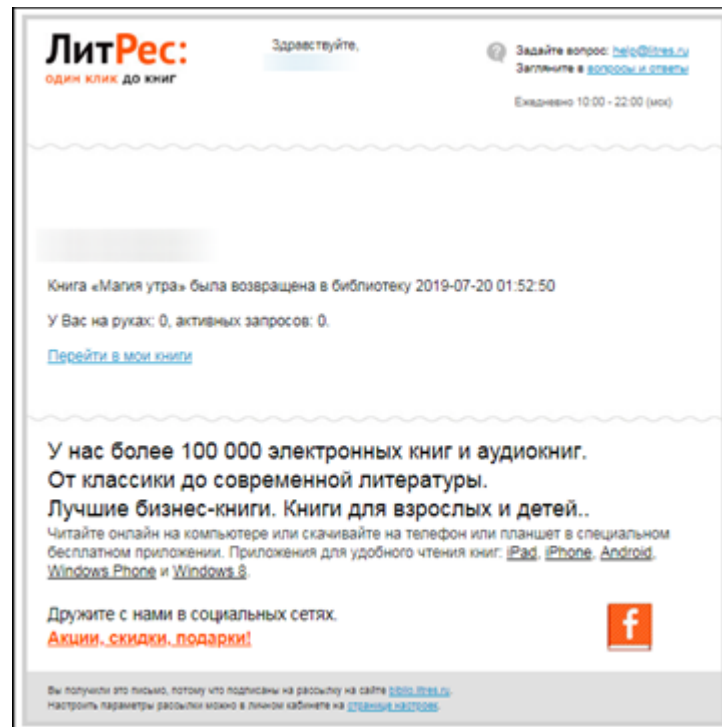 ЛитРес:
один клик до книг
Здравствуйте,
Задайте вопрос: help@litres.ru
Загляните в вопросы и ответы
Ежедневно 10:00 - 22:00 (мск)
Книга «Магия утра» была возвращена в библиотеку 2019-07-20 01:52:50
У Вас на руках: 0, активных запросов: 0.
Перейти в мои книги
У нас более 100 000 электронных книг и аудиокниг.
От классики до современной литературы.
Лучшие бизнес-книги. Книги для взрослых и детей..
Читайте онлайн на компьютере или скачивайте на телефон или планшет в специальном
бесплатном приложении. Приложения для удобного чтения книг: iPad, iPhone, Android,
Windows Phone и Windows 8.
Дружите с нами в социальных сетях.
Акции, скидки, подарки!
f
Вы получили это письмо, потому что подписаны на рассылку на сайте biblio.litres.ru.
Настроить параметры рассылки можно в личном кабинете на странице настроек.